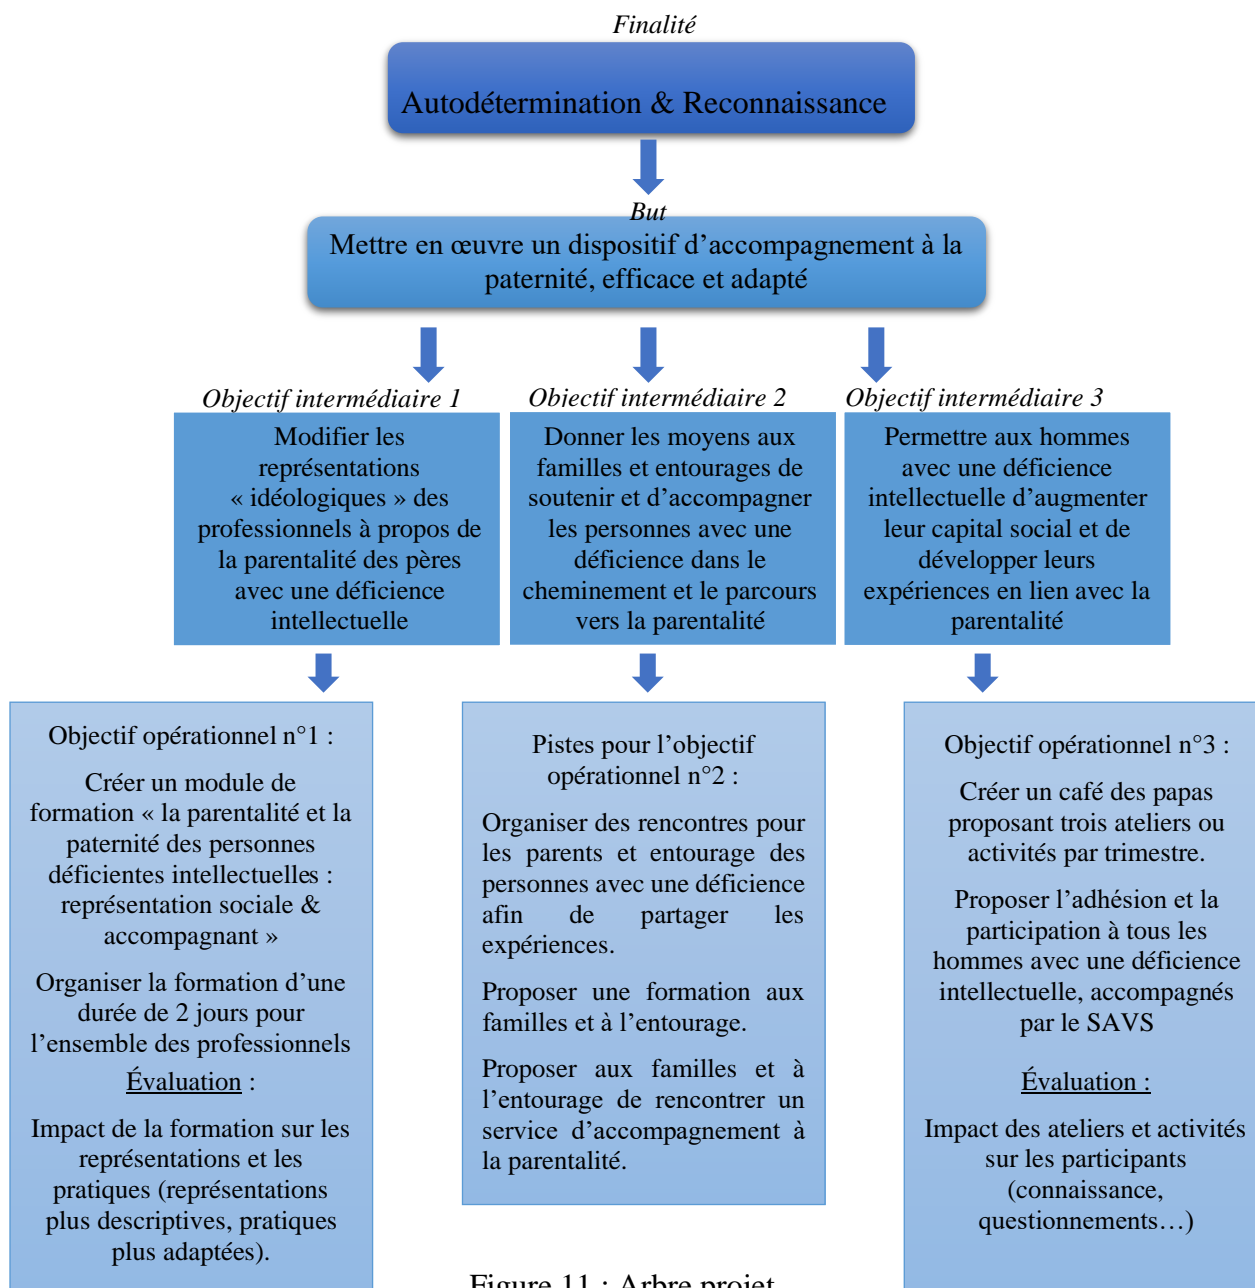 Finalité
Autodétermination & Reconnaissance
But
Mettre en œuvre un dispositif d’accompagnement à la
paternité, efficace et adapté
Objectif intermédiaire 1
Modifier les
représentations
« idéologiques » des
professionnels à propos de
la parentalité des pères
avec une déficience
intellectuelle
Objectif intermédiaire 2
Donner les moyens aux
familles et entourages de
soutenir et d’accompagner
les personnes avec une
déficience dans le
cheminement et le parcours
vers la parentalité
Objectif intermédiaire 3
Permettre aux hommes
avec une déficience
intellectuelle d’augmenter
leur capital social et de
développer leurs
expériences en lien avec la
parentalité
Objectif opérationnel n°1 :
Créer un module de
formation « la parentalité et la
paternité des personnes
déficientes intellectuelles :
représentation sociale &
accompagnant »
Organiser la formation d’une
durée de 2 jours pour
l’ensemble des professionnels
Évaluation :
Impact de la formation sur les
représentations et les
pratiques (représentations
plus descriptives, pratiques
plus adaptées).
Pistes pour l’objectif
opérationnel n°2 :
Organiser des rencontres pour
les parents et entourage des
personnes avec une déficience
afin de partager les
expériences.
Proposer une formation aux
familles et à l’entourage.
Proposer aux familles et à
l’entourage de rencontrer un
service d’accompagnement à
la parentalité.
Objectif opérationnel n°3 :
Créer un café des papas
proposant trois ateliers ou
activités par trimestre.
Proposer l’adhésion et la
participation à tous les
hommes avec une déficience
intellectuelle, accompagnés
par le SAVS
Évaluation :
Impact des ateliers et activités
sur les participants
(connaissance,
questionnements…)
Figure 11 : Arbre projet